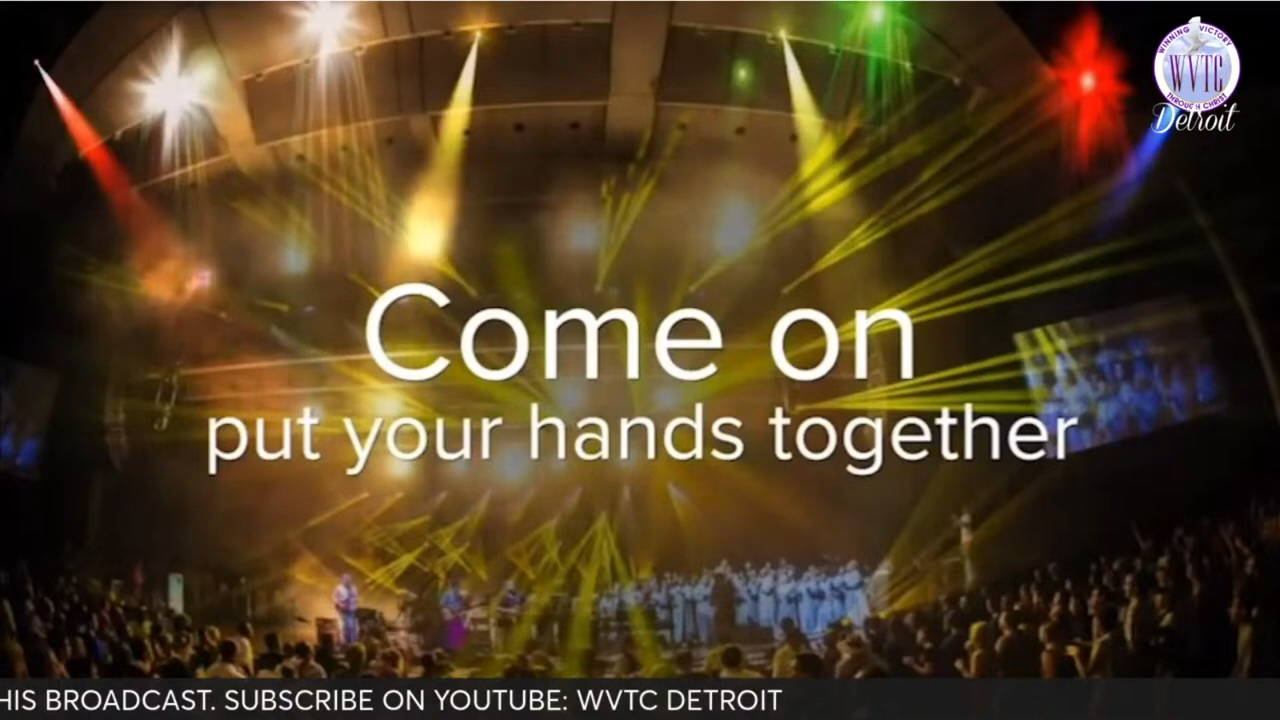 WINNING VICTORY
WVTC
THROUGH CHRIST
Detroit
Come on
put your hands together
HIS BROADCAST. SUBSCRIBE ON YOUTUBE: WVTC DETROIT